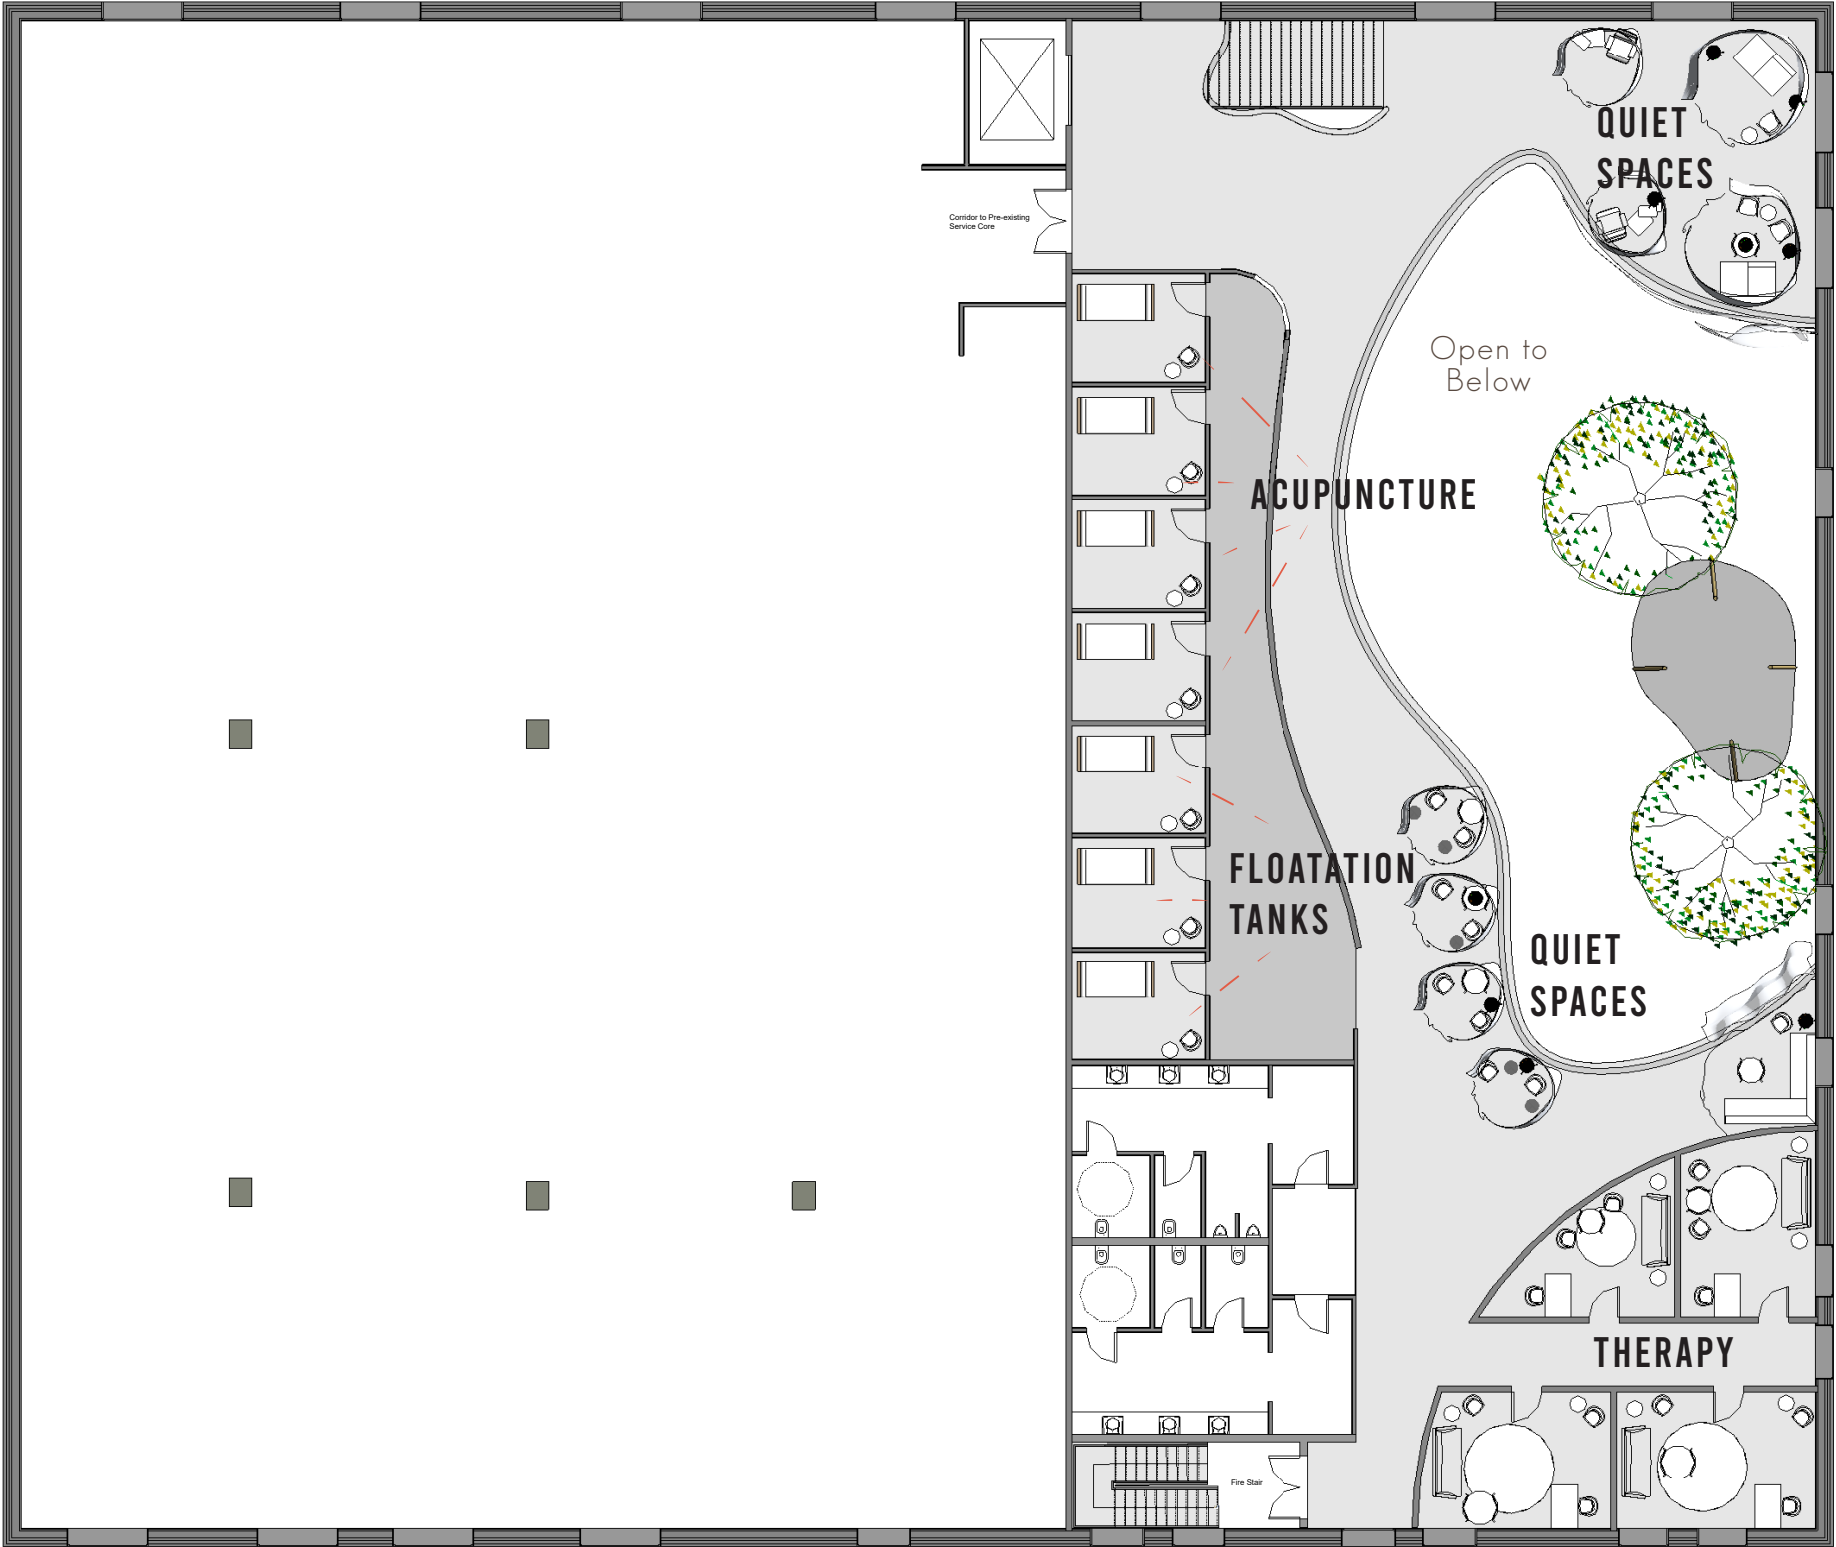 QUIET
SPACES
Corridor to Pre-existing
Service Core
Open to
Below
ACUPUNCTURE
FLOATATION
TANKS
QUIET
SPACES
THERAPY
Fire Stair